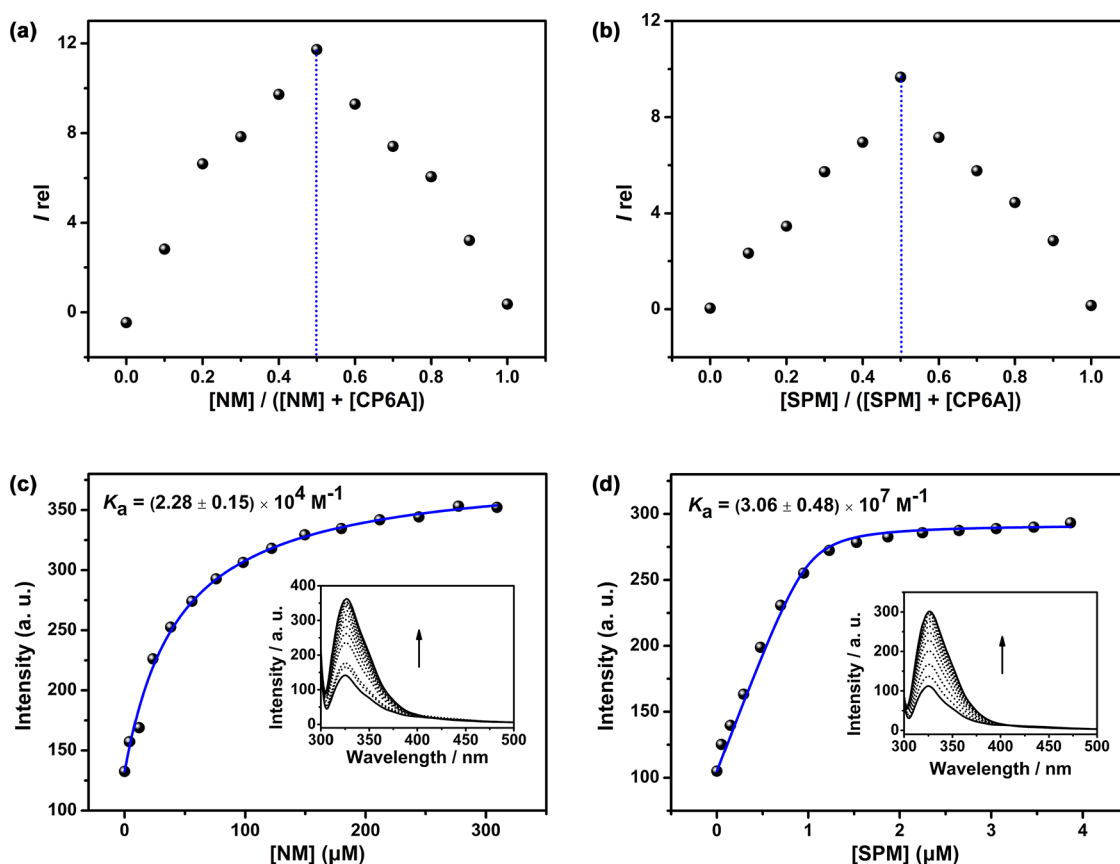 (a)
12
8
4
0
I rel
0.0 0.2 0.4 0.6 0.8 1.0
[NM] / ([NM] + [CP6A])
(b)
12
8
4
0
I rel
0.0 0.2 0.4 0.6 0.8 1.0
[SPM] / ([SPM] + [CP6A])
(c)
Ka = (2.28 ± 0.15) × 10^4 M^-1
350
300
250
200
150
100
Intensity (a. u.)
0 100 200 300
[NM] (µM)
400
300
200
100
0
Intensity / a. u.
300 350 400 450 500
Wavelength / nm
(d)
Ka = (3.06 ± 0.48) × 10^7 M^-1
300
250
200
150
100
Intensity (a. u.)
0 1 2 3 4
[SPM] (µM)
300
200
100
0
Intensity / a. u.
300 350 400 450 500
Wavelength / nm